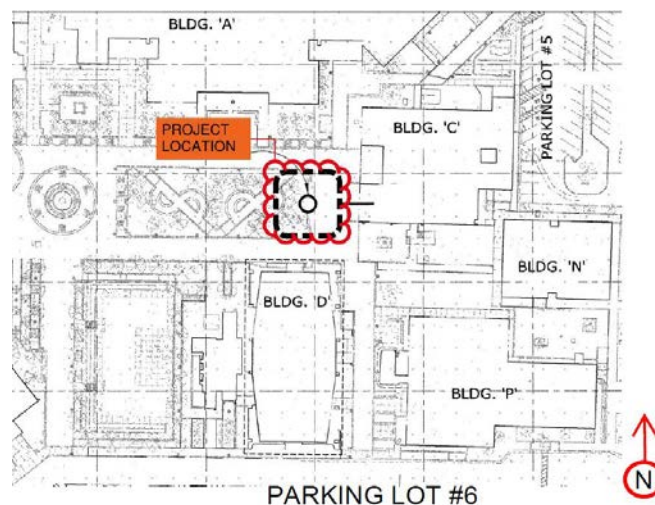 BLDG. 'A'
PARKING LOT #5
PROJECT
LOCATION
BLDG. 'C'
BLDG. 'N'
BLDG. 'D'
BLDG. 'P'
PARKING LOT #6
N